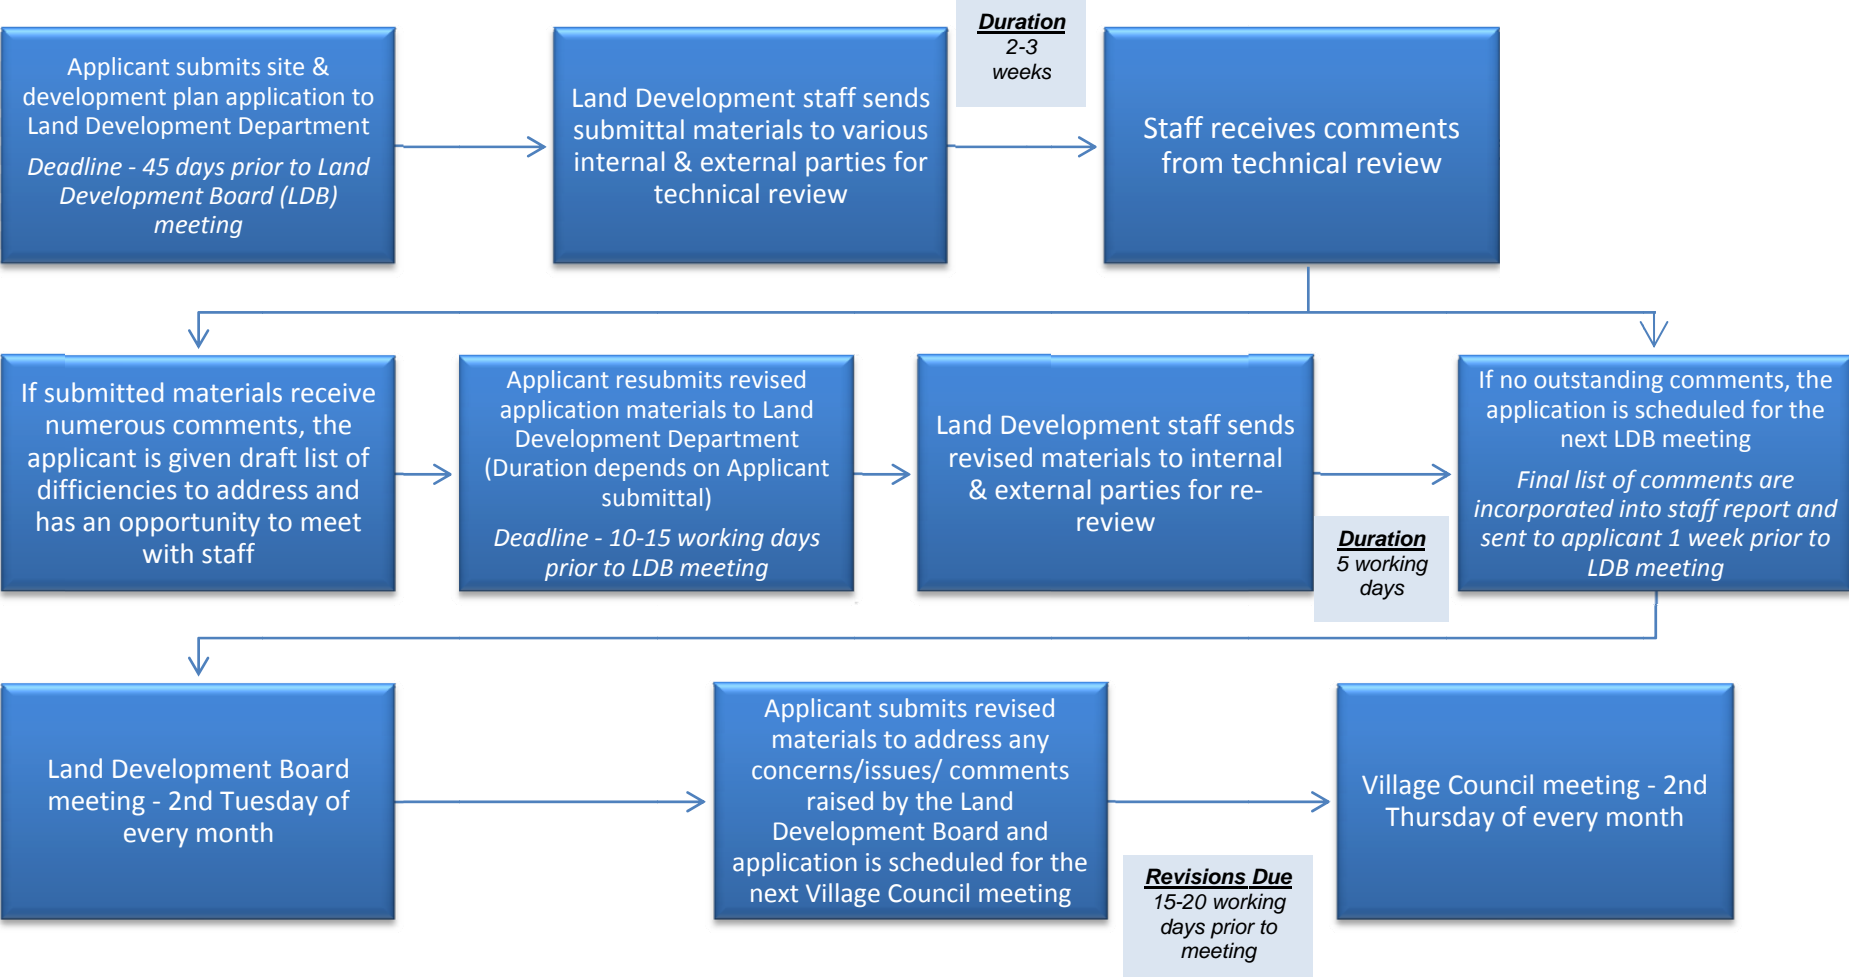 Applicant submits site &
development plan application to
Land Development Department
Deadline - 45 days prior to Land
Development Board (LDB)
meeting
Land Development staff sends
submittal materials to various
internal & external parties for
technical review
Duration
2-3
weeks
Staff receives comments
from technical review
If submitted materials receive
numerous comments, the
applicant is given draft list of
difficiencies to address and
has an opportunity to meet
with staff
Applicant resubmits revised
application materials to Land
Development Department
(Duration depends on Applicant
submittal)
Deadline - 10-15 working days
prior to LDB meeting
Land Development staff sends
revised materials to internal
& external parties for re-
review
Duration
5 working
days
If no outstanding comments, the
application is scheduled for the
next LDB meeting
Final list of comments are
incorporated into staff report and
sent to applicant 1 week prior to
LDB meeting
Land Development Board
meeting - 2nd Tuesday of
every month
Applicant submits revised
materials to address any
concerns/issues/ comments
raised by the Land
Development Board and
application is scheduled for the
next Village Council meeting
Revisions Due
15-20 working
days prior to
meeting
Village Council meeting - 2nd
Thursday of every month